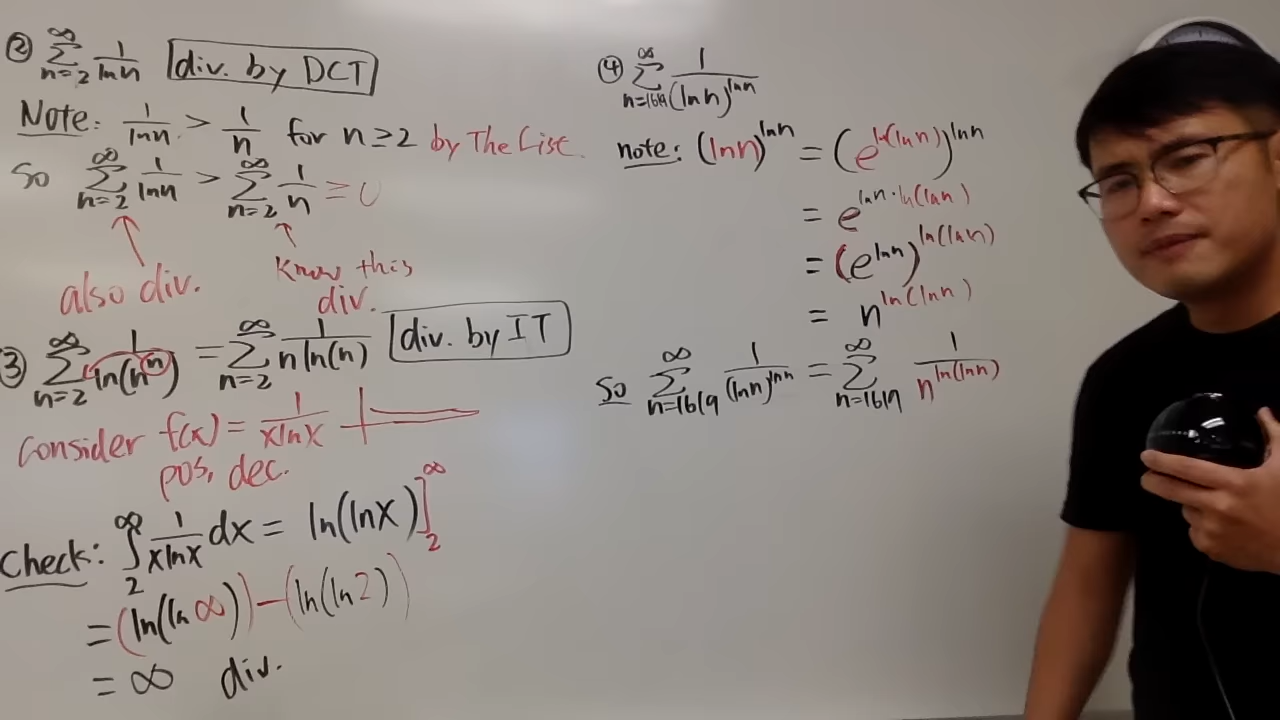 ② ∑_{n=2}^{∞} 1/ln n div. by DCT
Note: 1/ln n > 1/n for n ≥ 2 by The List.
So ∑_{n=2}^{∞} 1/ln n > ∑_{n=2}^{∞} 1/n = ∞
also div.
Know this
div.
③ ∑_{n=2}^{∞} 1/ln(n^n) = ∑_{n=2}^{∞} 1/(n ln(n)) div. by IT
Consider f(x) = 1/(x ln x)
pos, dec.
Check: ∫_2^∞ 1/(x ln x) dx = ln(ln x)]_2^∞
= (ln(ln ∞)) - (ln(ln 2))
= ∞ div.
④ ∑_{n=1619}^{∞} 1/(ln n)^{ln n}
note: (ln n)^{ln n} = (e^{ln(ln n)})^{ln n}
= e^{ln n · ln(ln n)}
= (e^{ln n})^{ln(ln n)}
= n^{ln(ln n)}
So ∑_{n=1619}^{∞} 1/(ln n)^{ln n} = ∑_{n=1619}^{∞} 1/n^{ln(ln n)}